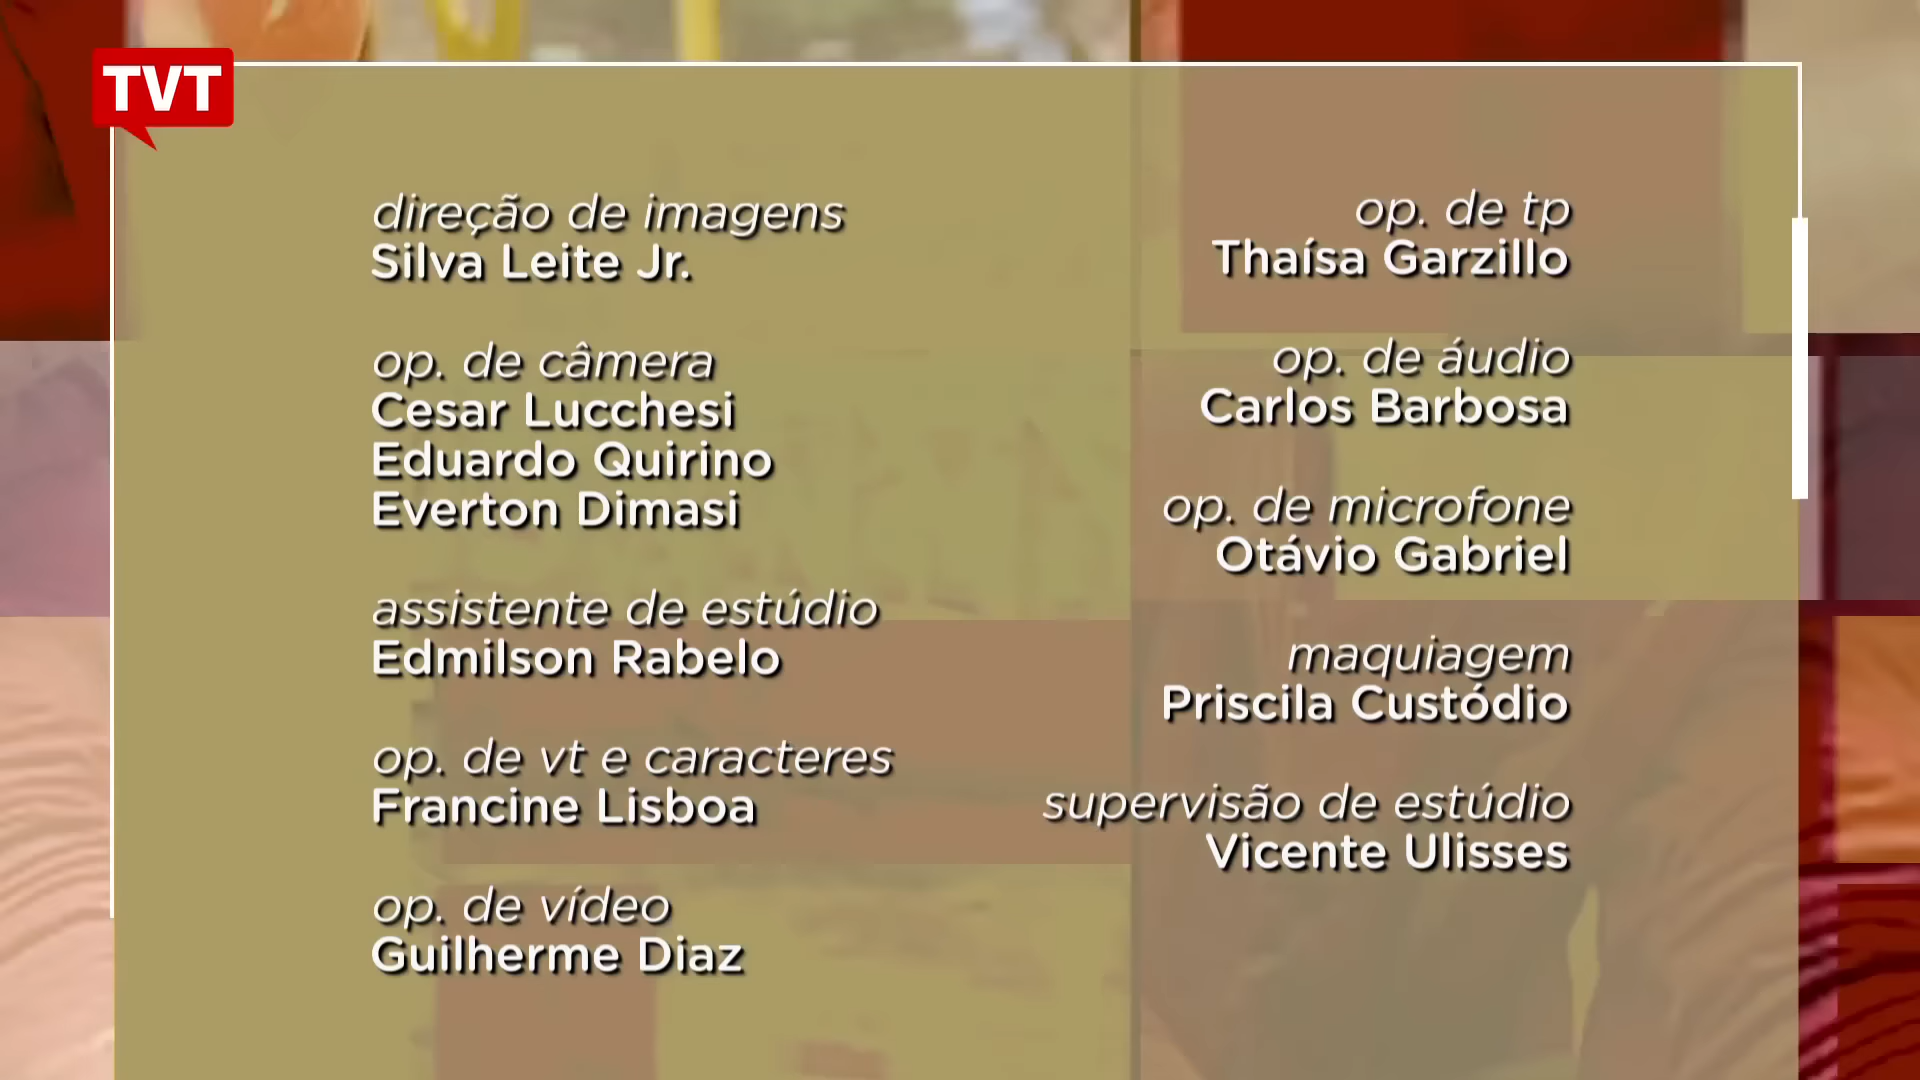 TVT
direção de imagens
Silva Leite Jr.
op. de câmera
Cesar Lucchesi
Eduardo Quirino
Everton Dimasi
assistente de estúdio
Edmilson Rabelo
op. de vt e caracteres
Francine Lisboa
op. de vídeo
Guilherme Diaz
op. de tp
Thaísa Garzillo
op. de áudio
Carlos Barbosa
op. de microfone
Otávio Gabriel
maquiagem
Priscila Custódio
supervisão de estúdio
Vicente Ulisses